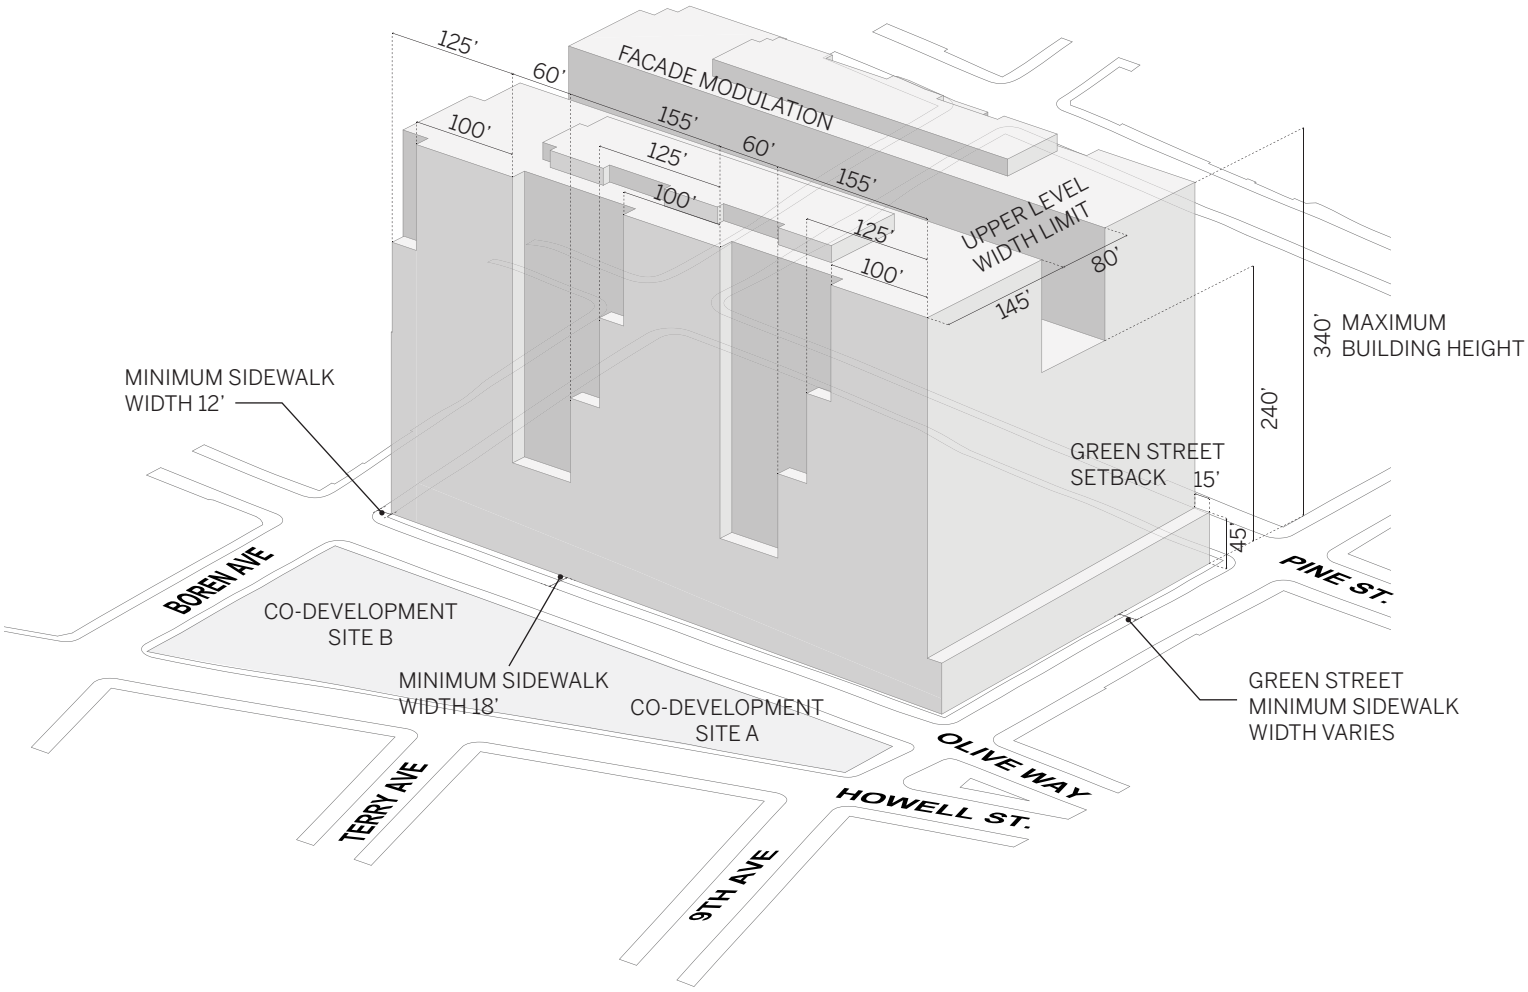 125'
60'
FACADE MODULATION
155'
60'
155'
100'
125'
100'
125'
100'
UPPER LEVEL
WIDTH LIMIT
80'
145'
340'
MAXIMUM
BUILDING HEIGHT
240'
MINIMUM SIDEWALK
WIDTH 12'
GREEN STREET
SETBACK
15'
45'
BOREN AVE
PINE ST.
CO-DEVELOPMENT
SITE B
MINIMUM SIDEWALK
WIDTH 18'
CO-DEVELOPMENT
SITE A
GREEN STREET
MINIMUM SIDEWALK
WIDTH VARIES
OLIVE WAY
HOWELL ST.
TERRY AVE
9TH AVE